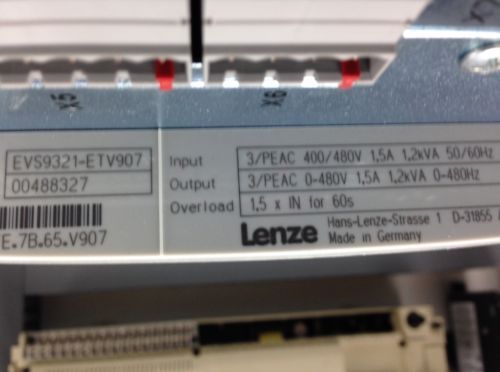 X5
X6
EVS9321-ETV907
00488327
E.7B.65.V907
Input 3/PEAC 400/480V 1,5A 1,2kVA 50/60Hz
Output 3/PEAC 0-480V 1,5A 1,2kVA 0-480Hz
Overload 1,5 x IN for 60s
Lenze Hans-Lenze-Strasse 1 D-31855
Made in Germany